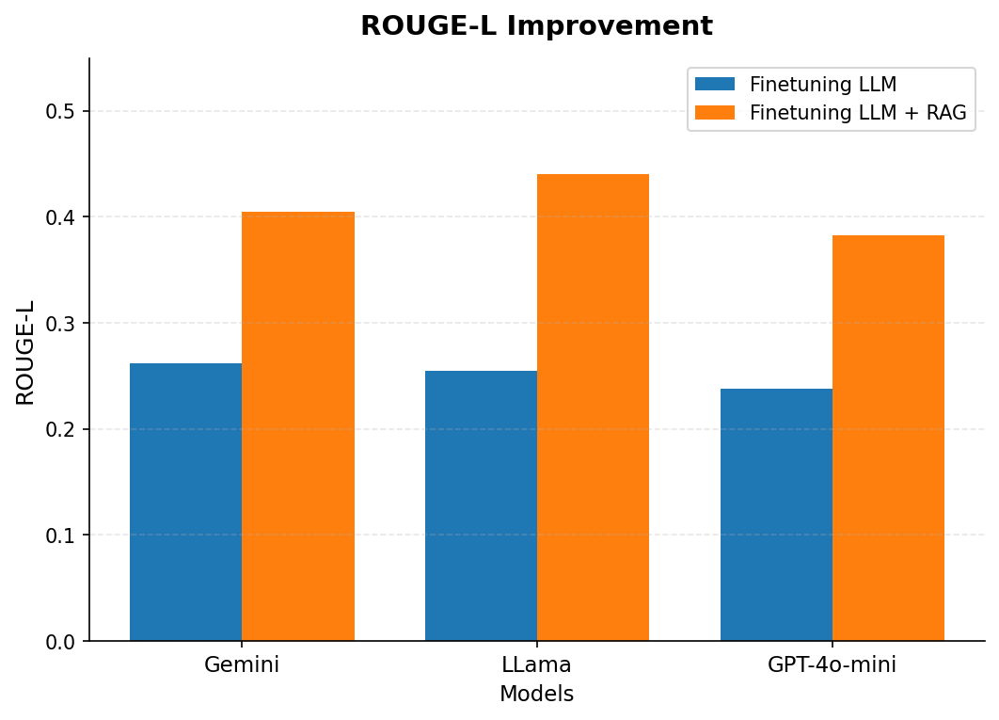 ROUGE-L Improvement
Finetuning LLM
Finetuning LLM + RAG
ROUGE-L
0.5
0.4
0.3
0.2
0.1
0.0
Gemini
LLama
GPT-4o-mini
Models